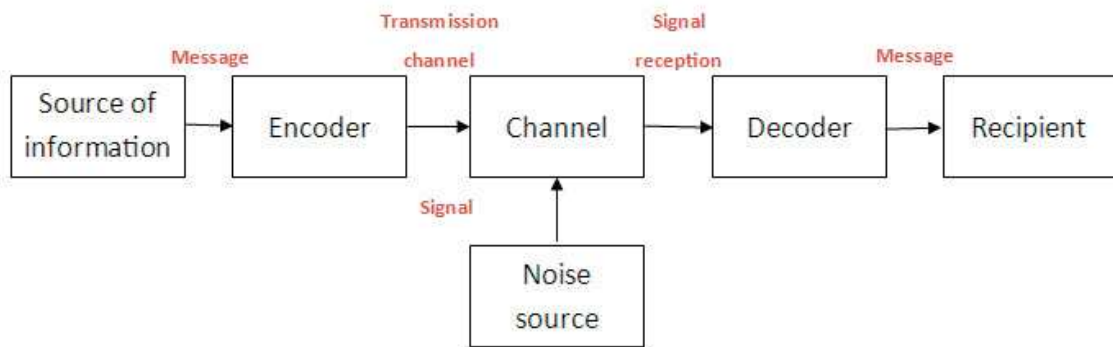 Transmission
channel
Signal
reception
Message
Message
Source of
information
Encoder
Channel
Decoder
Recipient
Signal
Noise
source